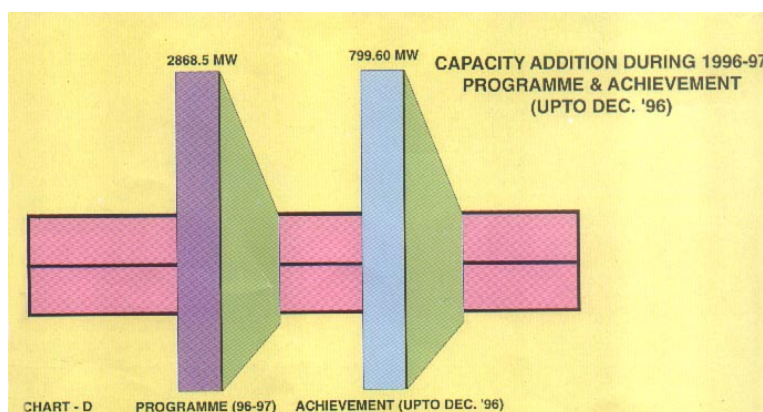 2868.5 MW
799.60 MW
CAPACITY ADDITION DURING 1996-97
PROGRAMME & ACHIEVEMENT
(UPTO DEC. '96)
CHART - D
PROGRAMME (96-97)
ACHIEVEMENT (UPTO DEC. '96)